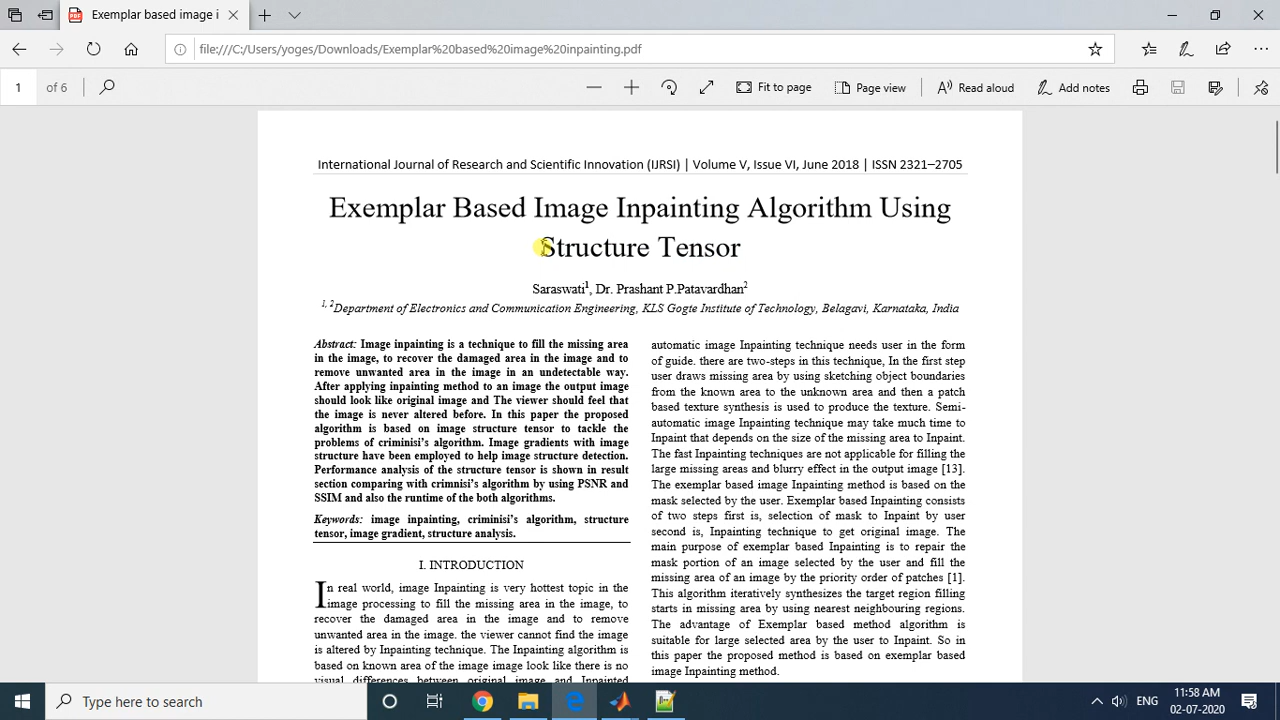 Exemplar based image i
file:///C:/Users/yoges/Downloads/Exemplar%20based%20image%20inpainting.pdf
1 of 6 Fit to page Page view Read aloud Add notes
International Journal of Research and Scientific Innovation (IJRSI) | Volume V, Issue VI, June 2018 | ISSN 2321–2705
Exemplar Based Image Inpainting Algorithm Using
Structure Tensor
Saraswati1, Dr. Prashant P.Patavardhan2
1, 2Department of Electronics and Communication Engineering, KLS Gogte Institute of Technology, Belagavi, Karnataka, India
Abstract: Image inpainting is a technique to fill the missing area
in the image, to recover the damaged area in the image and to
remove unwanted area in the image in an undetectable way.
After applying inpainting method to an image the output image
should look like original image and The viewer should feel that
the image is never altered before. In this paper the proposed
algorithm is based on image structure tensor to tackle the
problems of criminisi's algorithm. Image gradients with image
structure have been employed to help image structure detection.
Performance analysis of the structure tensor is shown in result
section comparing with crimnisi's algorithm by using PSNR and
SSIM and also the runtime of the both algorithms.
Keywords: image inpainting, criminisi's algorithm, structure
tensor, image gradient, structure analysis.
I. INTRODUCTION
In real world, image Inpainting is very hottest topic in the
image processing to fill the missing area in the image, to
recover the damaged area in the image and to remove
unwanted area in the image. the viewer cannot find the image
is altered by Inpainting technique. The Inpainting algorithm is
based on known area of the image image look like there is no
visual differences between original image and Inpainted
automatic image Inpainting technique needs user in the form
of guide. there are two-steps in this technique, In the first step
user draws missing area by using sketching object boundaries
from the known area to the unknown area and then a patch
based texture synthesis is used to produce the texture. Semi-
automatic image Inpainting technique may take much time to
Inpaint that depends on the size of the missing area to Inpaint.
The fast Inpainting techniques are not applicable for filling the
large missing areas and blurry effect in the output image [13].
The exemplar based image Inpainting method is based on the
mask selected by the user. Exemplar based Inpainting consists
of two steps first is, selection of mask to Inpaint by user
second is, Inpainting technique to get original image. The
main purpose of exemplar based Inpainting is to repair the
mask portion of an image selected by the user and fill the
missing area of an image by the priority order of patches [1].
This algorithm iteratively synthesizes the target region filling
starts in missing area by using nearest neighbouring regions.
The advantage of Exemplar based method algorithm is
suitable for large selected area by the user to Inpaint. So in
this paper the proposed method is based on exemplar based
image Inpainting method.
Type here to search
ENG
11:58 AM
02-07-2020